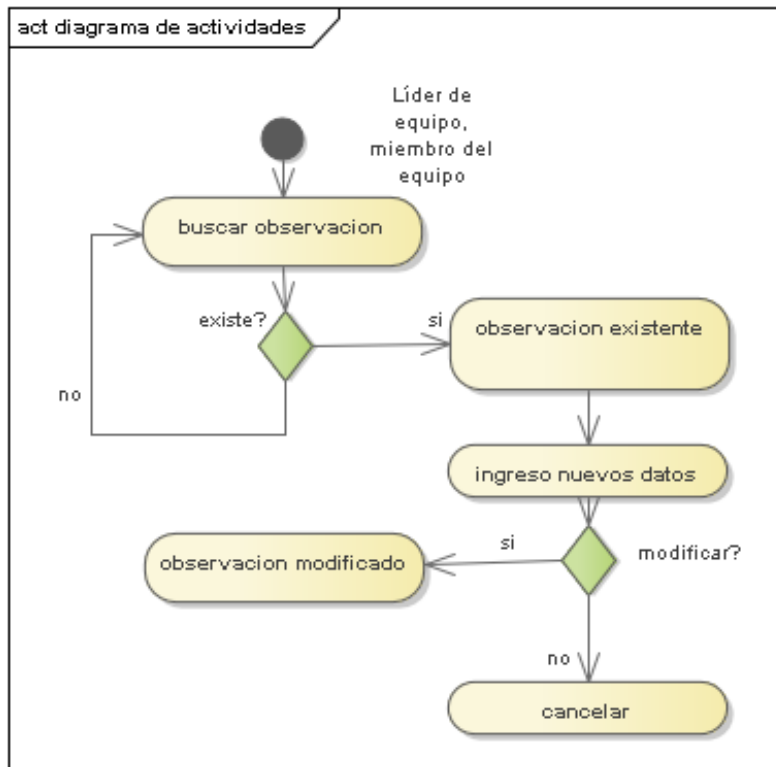 act diagrama de actividades
Líder de
equipo,
miembro del
equipo
buscar observacion
existe?
si
observacion existente
no
ingreso nuevos datos
observacion modificado
si
modificar?
no
cancelar